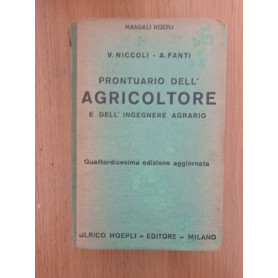 MANUALI HOEPLI
V. NICCOLI - A. FANTI
PRONTUARIO DELL'
AGRICOLTORE
E DELL'INGEGNERE AGRARIO
Quattordicesima edizione aggiornata
ULRICO HOEPLI - EDITORE - MILANO